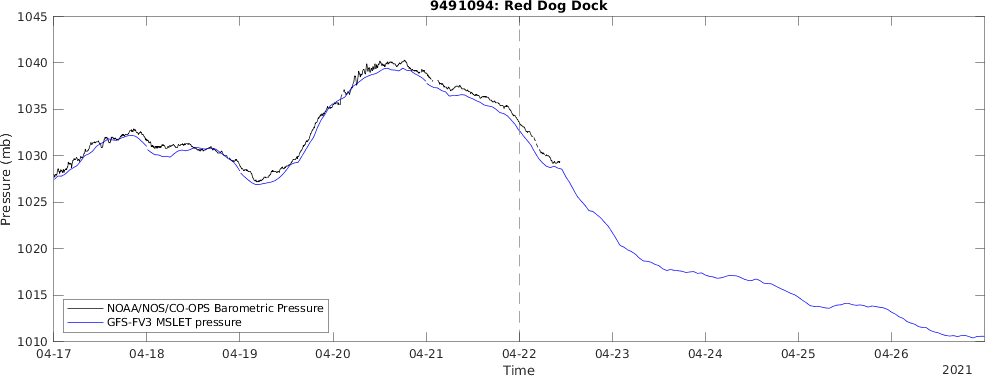 9491094: Red Dog Dock
1045
1040
1035
1030
1025
1020
1015
1010
Pressure (mb)
NOAA/NOS/CO-OPS Barometric Pressure
GFS-FV3 MSLET pressure
04-17 04-18 04-19 04-20 04-21 04-22 04-23 04-24 04-25 04-26
Time
2021